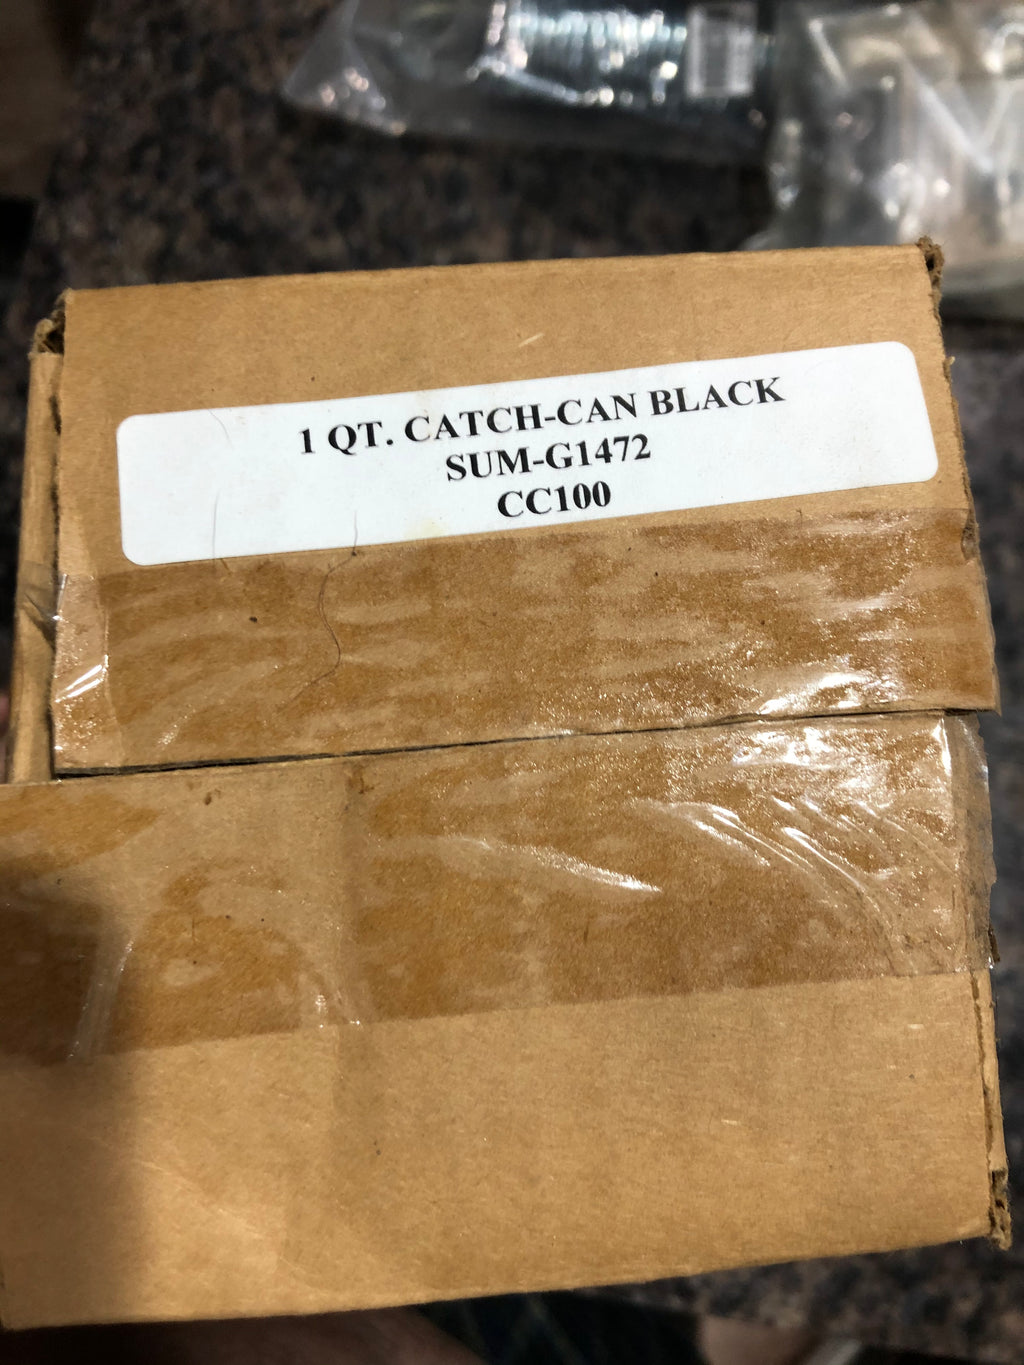 1 QT. CATCH-CAN BLACK
SUM-G1472
CC100